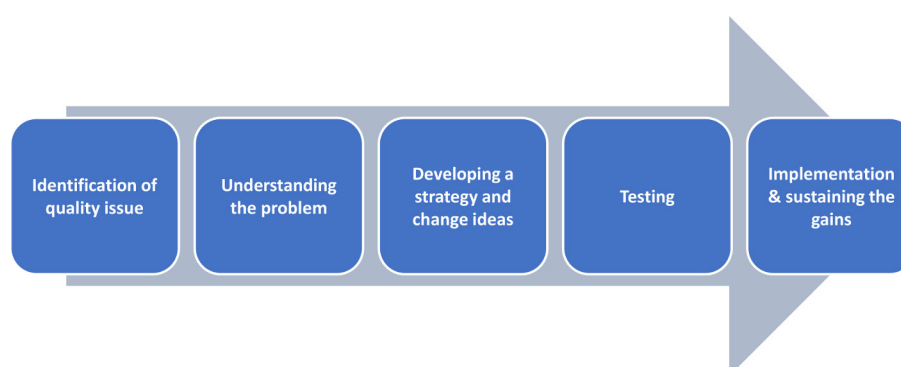 Identification of
quality issue
Understanding
the problem
Developing a
strategy and
change ideas
Testing
Implementation
& sustaining the
gains